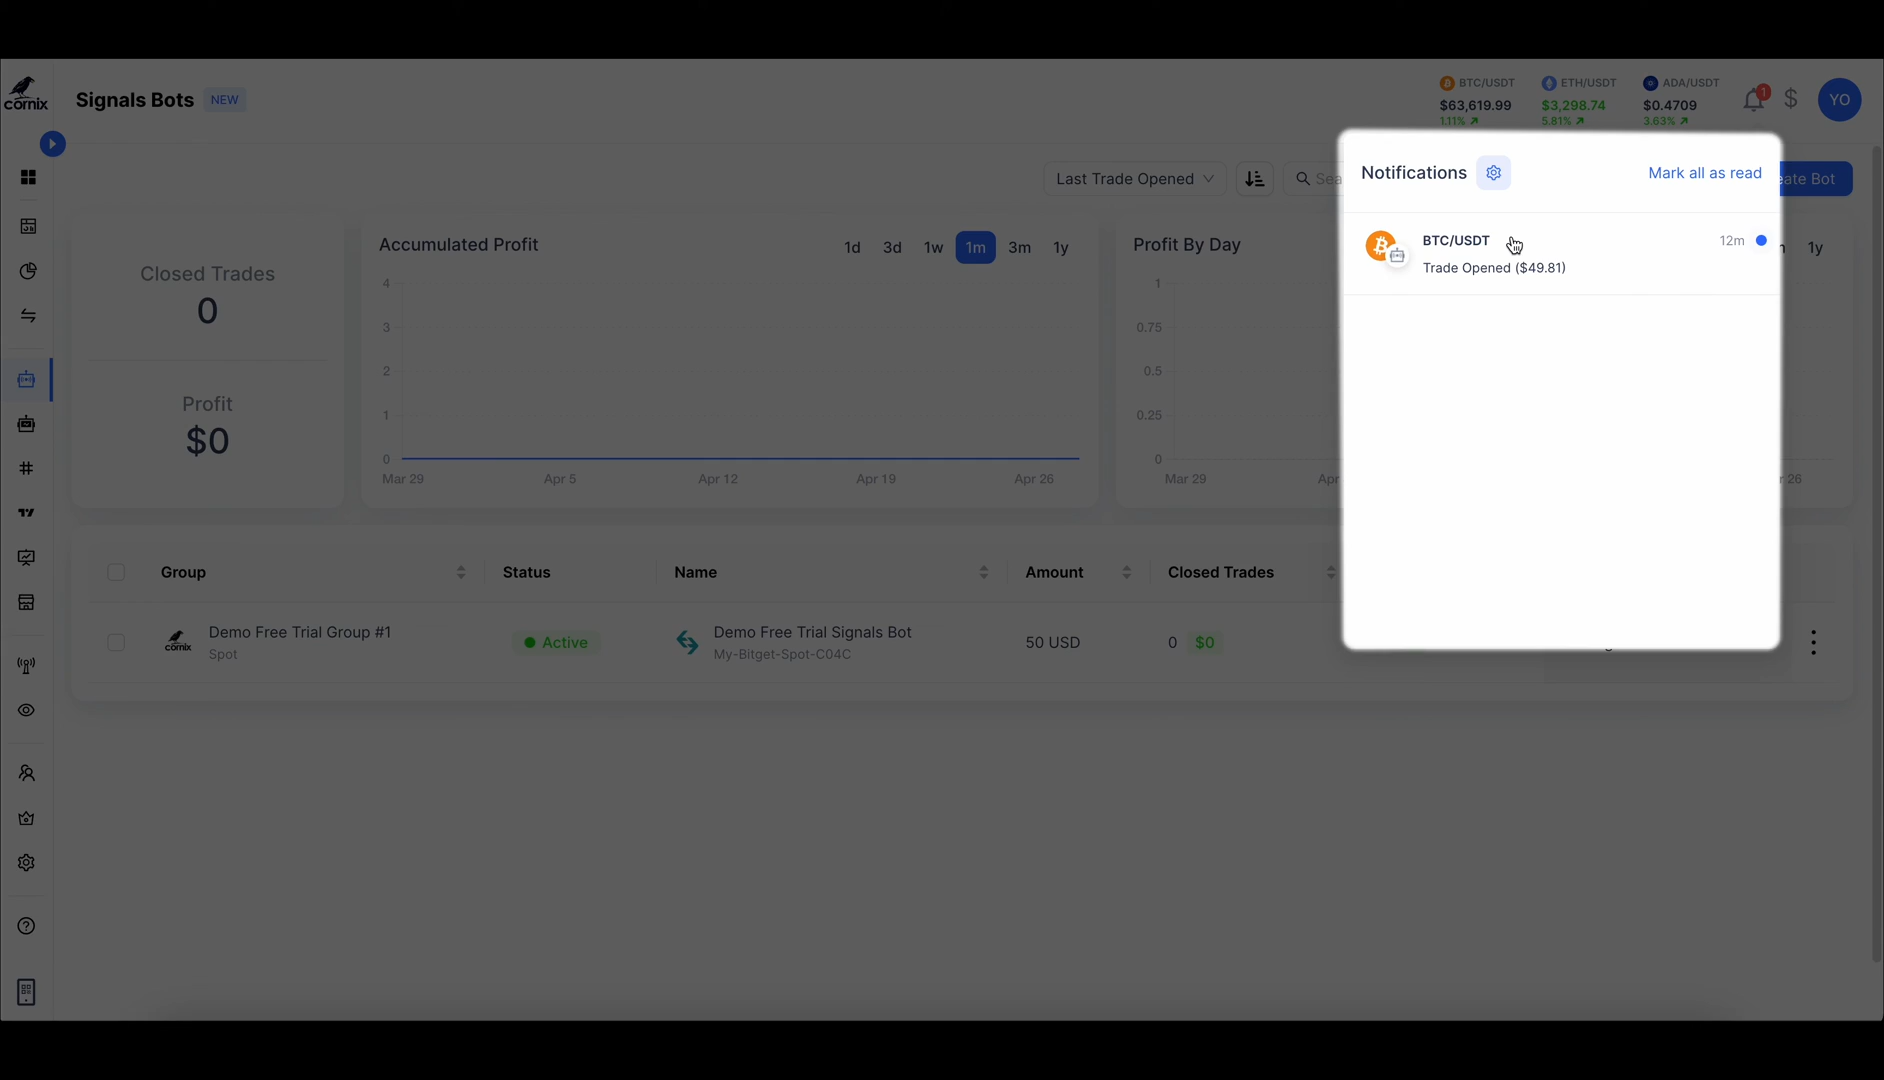 cornix
Signals Bots NEW
BTC/USDT
$63,619.99
1.11%
ETH/USDT
$3,298.74
5.81%
ADA/USDT
$0.4709
3.63%
1
$
YO
Last Trade Opened
Sea
eate Bot
Notifications
Mark all as read
BTC/USDT
12m
Trade Opened ($49.81)
Closed Trades
0
Profit
$0
Accumulated Profit
1d 3d 1w 1m 3m 1y
4
3
2
1
0
Mar 29 Apr 5 Apr 12 Apr 19 Apr 26
Profit By Day
1y
1
0.75
0.5
0.25
0
Mar 29
Apr
26
Group Status Name Amount Closed Trades
cornix
Demo Free Trial Group #1
Spot
Active
Demo Free Trial Signals Bot
My-Bitget-Spot-C04C
50 USD
0 $0